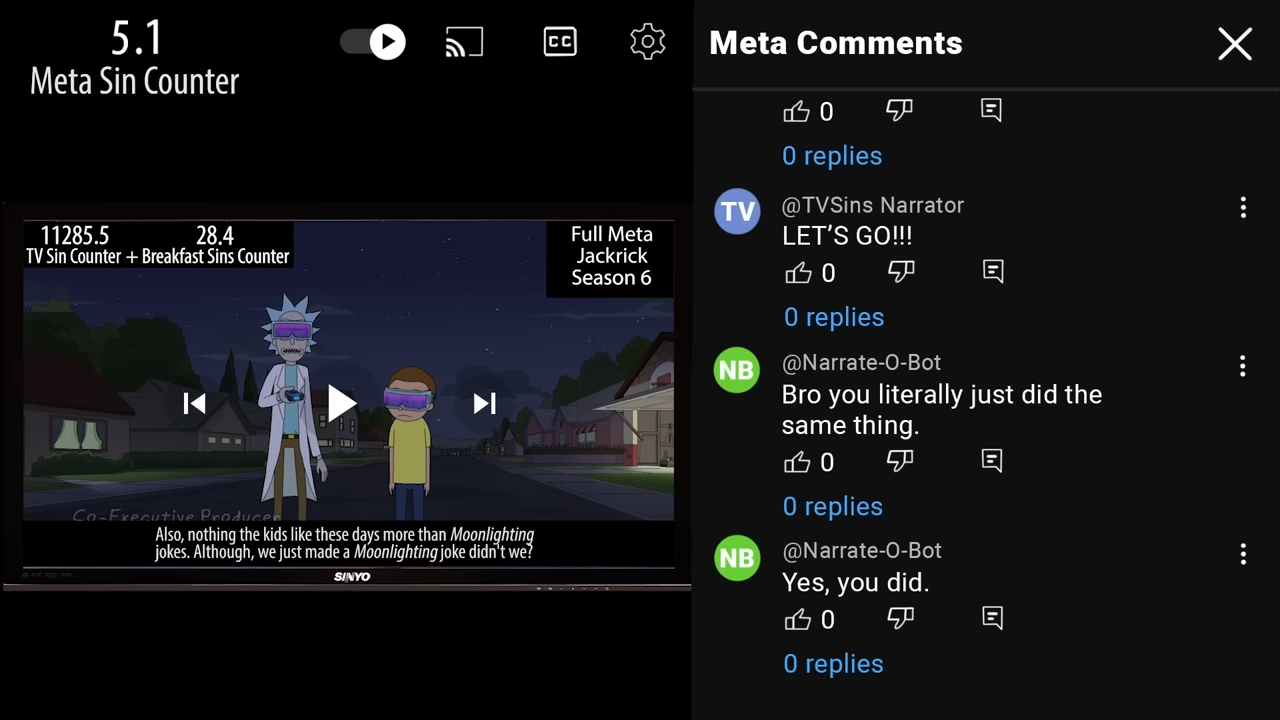 5.1
Meta Sin Counter
CC
Meta Comments
0
0 replies
TV
@TVSins Narrator
LET'S GO!!!
0
0 replies
NB
@Narrate-O-Bot
Bro you literally just did the
same thing.
0
0 replies
NB
@Narrate-O-Bot
Yes, you did.
0
0 replies
11285.5 28.4
TV Sin Counter + Breakfast Sins Counter
Full Meta
Jackrick
Season 6
Co-Executive Producer
Also, nothing the kids like these days more than Moonlighting
jokes. Although, we just made a Moonlighting joke didn't we?
SINYO